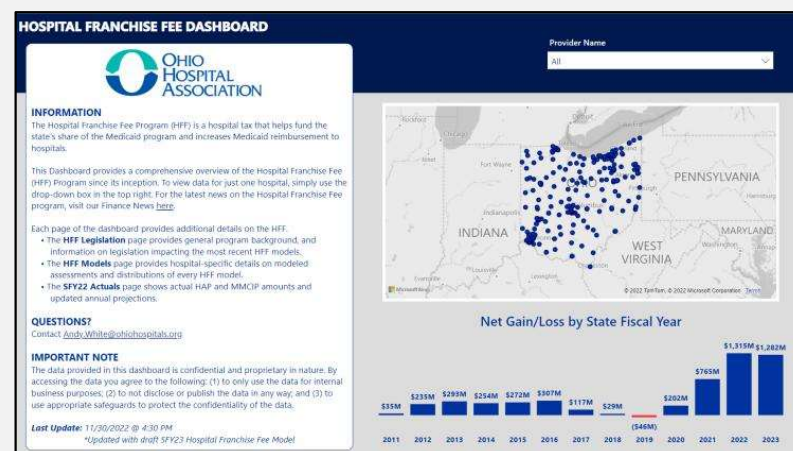 HOSPITAL FRANCHISE FEE DASHBOARD
OHIO
HOSPITAL
ASSOCIATION
INFORMATION
The Hospital Franchise Fee Program (HFF) is a hospital tax that helps fund the
state's share of the Medicaid program and increases Medicaid reimbursement to
hospitals.
This Dashboard provides a comprehensive overview of the Hospital Franchise Fee
(HFF) Program since its inception. To view data for just one hospital, simply use the
drop-down box in the top right. For the latest news on the Hospital Franchise Fee
program, visit our Finance News here.
Each page of the dashboard provides additional details on the HFF.
• The HFF Legislation page provides general program background, and
information on legislation impacting the most recent HFF models.
• The HFF Models page provides hospital-specific details on modeled
assessments and distributions of every HFF model.
• The SFY22 Actuals page shows actual HAP and MMCIP amounts and
updated annual projections.
QUESTIONS?
Contact Andy.White@ohiohospitals.org
IMPORTANT NOTE
The data provided in this dashboard is confidential and proprietary in nature. By
accessing the data you agree to the following: (1) to only use the data for internal
business purposes; (2) to not disclose or publish the data in any way; and (3) to
use appropriate safeguards to protect the confidentiality of the data.
Last Update: 11/30/2022 @ 4:30 PM
*Updated with draft SFY23 Hospital Franchise Fee Model
Provider Name
All
Rockford
Chicago
Detroit
Fort Wayne
OHIO
Pittsburgh
PENNSYLVANIA
Harrisburg
Indianapolis
INDIANA
MARYLAND
Washington
WEST
VIRGINIA
Louisville
Evansville
Lexington
Charleston
Microsoft Bing
© 2022 TomTom, © 2022 Microsoft Corporation Terms
Net Gain/Loss by State Fiscal Year
$35M $235M $293M $254M $272M $307M $117M $29M ($46M) $202M $765M $1,315M $1,282M
2011 2012 2013 2014 2015 2016 2017 2018 2019 2020 2021 2022 2023